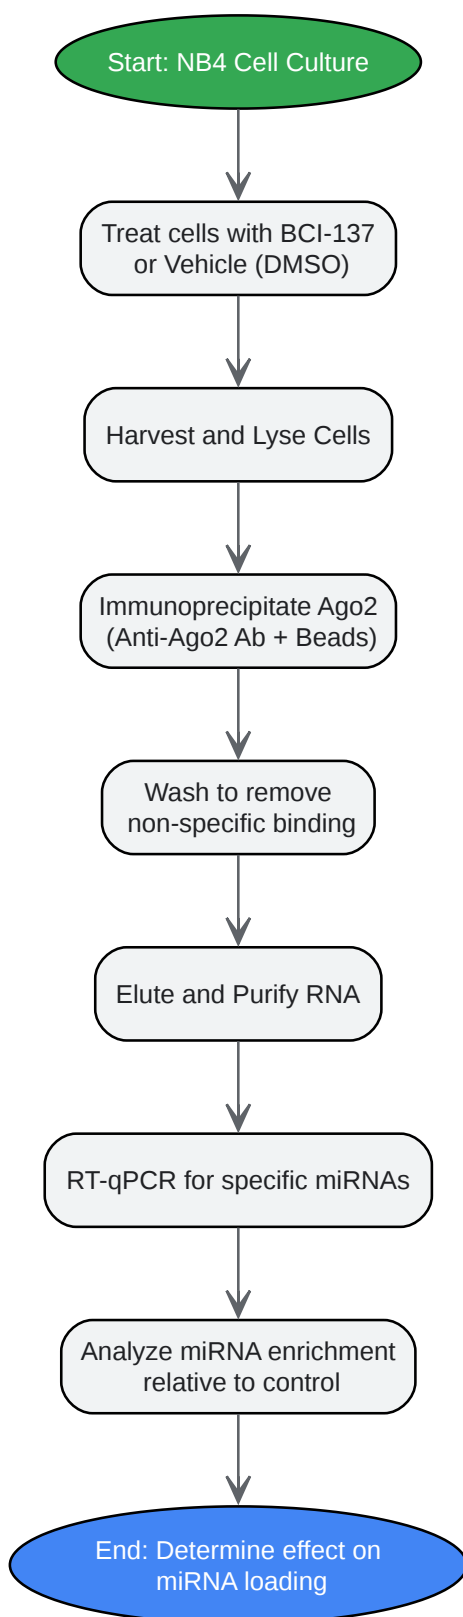 Start: NB4 Cell Culture
Treat cells with BCI-137
or Vehicle (DMSO)
Harvest and Lyse Cells
Immunoprecipitate Ago2
(Anti-Ago2 Ab + Beads)
Wash to remove
non-specific binding
Elute and Purify RNA
RT-qPCR for specific miRNAs
Analyze miRNA enrichment
relative to control
End: Determine effect on
miRNA loading